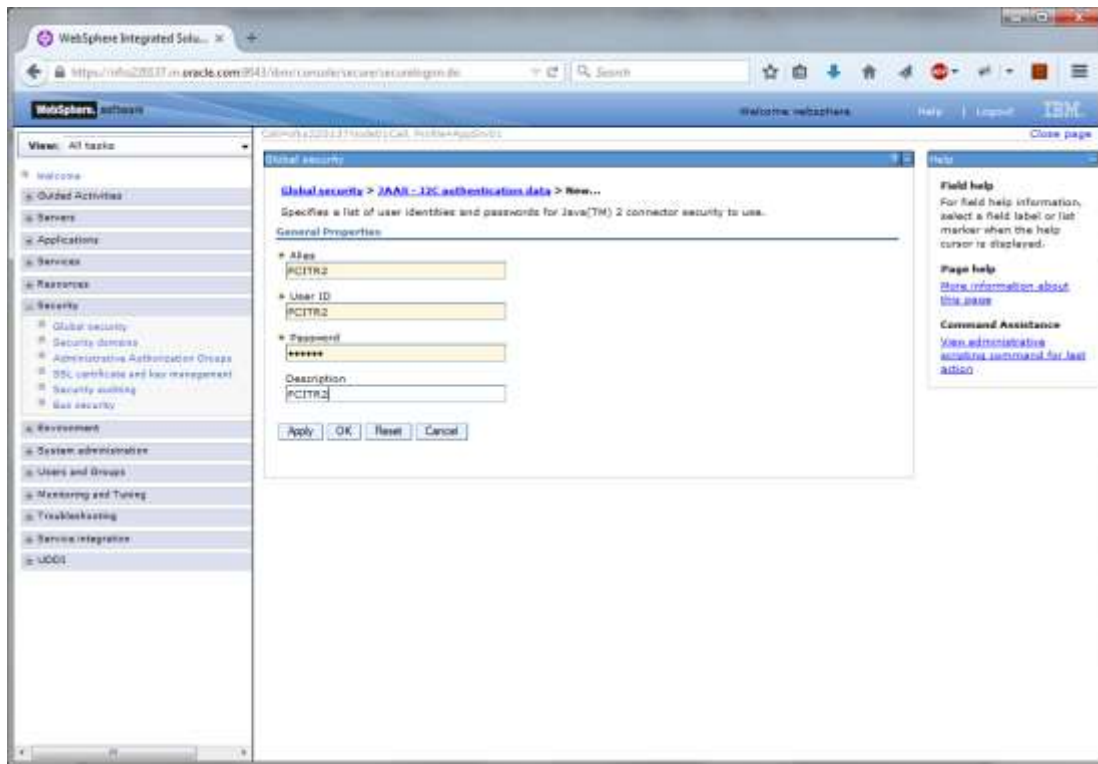 WebSphere Integrated Solu... ×
oracle.com
Search
WebSphere. software
Welcome websphere
Help | Logout
IBM.
View: All tasks
Welcome
Guided Activities
Servers
Applications
Services
Resources
Security
Global security
Security domains
Administrative Authorization Groups
SSL certificate and key management
Security auditing
Bus security
Environment
System administration
Users and Groups
Monitoring and Tuning
Troubleshooting
Service integration
UDDI
Close page
Global security
Global security > JAAS - J2C authentication data > New...
Specifies a list of user identities and passwords for Java(TM) 2 connector security to use.
General Properties
* Alias
FCITR2
* User ID
FCITR2
* Password
••••••
Description
FCITR2
Apply OK Reset Cancel
Help
Field help
For field help information,
select a field label or list
marker when the help
cursor is displayed.
Page help
More information about
this page
Command Assistance
View administrative
scripting command for last
action